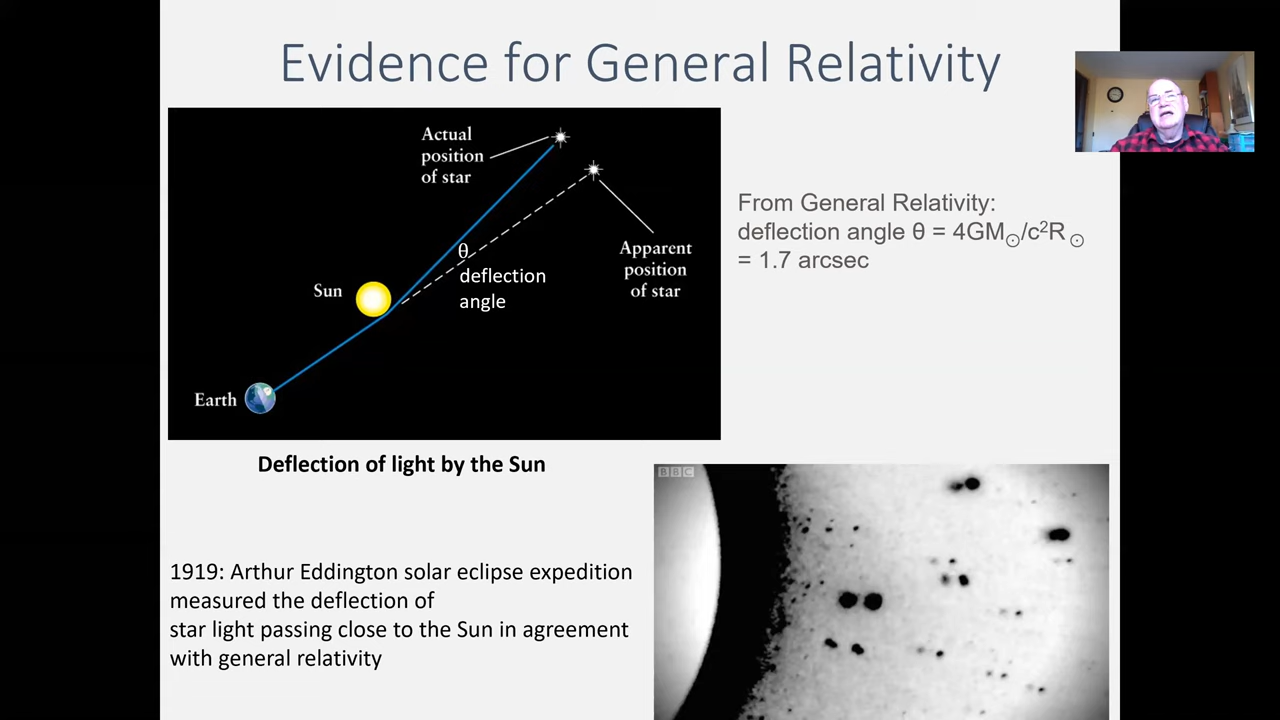 Evidence for General Relativity
Actual
position
of star
θ
deflection
angle
Apparent
position
of star
Sun
Earth
From General Relativity:
deflection angle θ = 4GM☉/c²R☉
= 1.7 arcsec
Deflection of light by the Sun
BBC
1919: Arthur Eddington solar eclipse expedition
measured the deflection of
star light passing close to the Sun in agreement
with general relativity